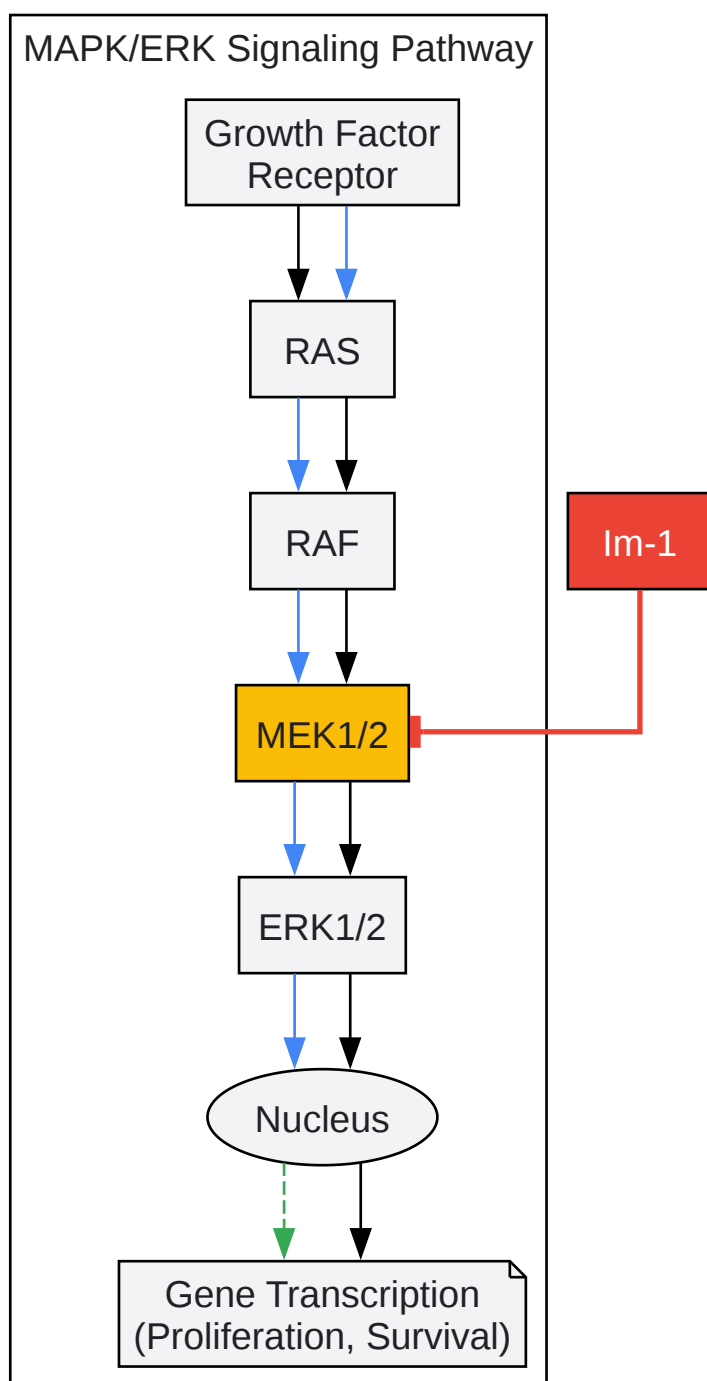 MAPK/ERK Signaling Pathway
Growth Factor
Receptor
RAS
RAF
Im-1
MEK1/2
ERK1/2
Nucleus
Gene Transcription
(Proliferation, Survival)